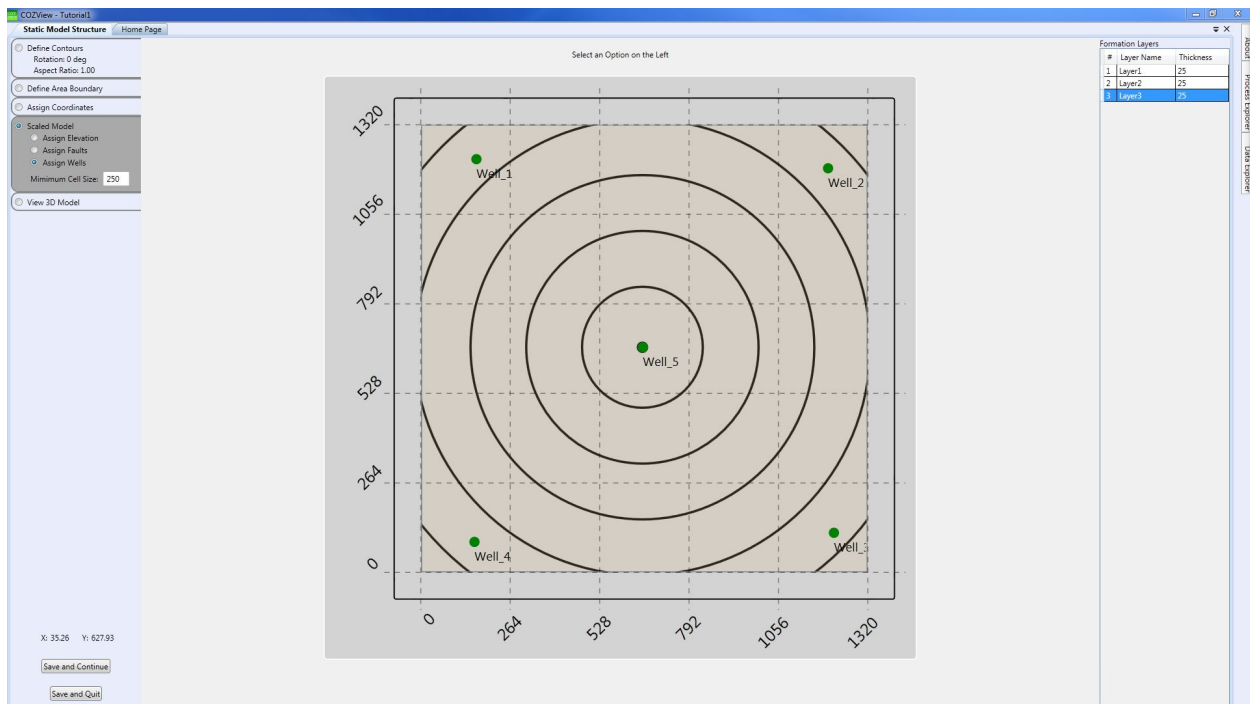 COZView - Tutorial1
Static Model Structure
Home Page
Define Contours
Rotation: 0 deg
Aspect Ratio: 1.00
Define Area Boundary
Assign Coordinates
Scaled Model
Assign Elevation
Assign Faults
Assign Wells
Mimimum Cell Size: 250
View 3D Model
X: 35.26 Y: 627.93
Save and Continue
Save and Quit
Select an Option on the Left
1320
1056
792
528
264
0
Well_1
Well_2
Well_5
Well_4
Well_3
0
264
528
792
1056
1320
Formation Layers
# Layer Name Thickness
1 Layer1 25
2 Layer2 25
3 Layer3 25
About
Process Explorer
Data Explorer